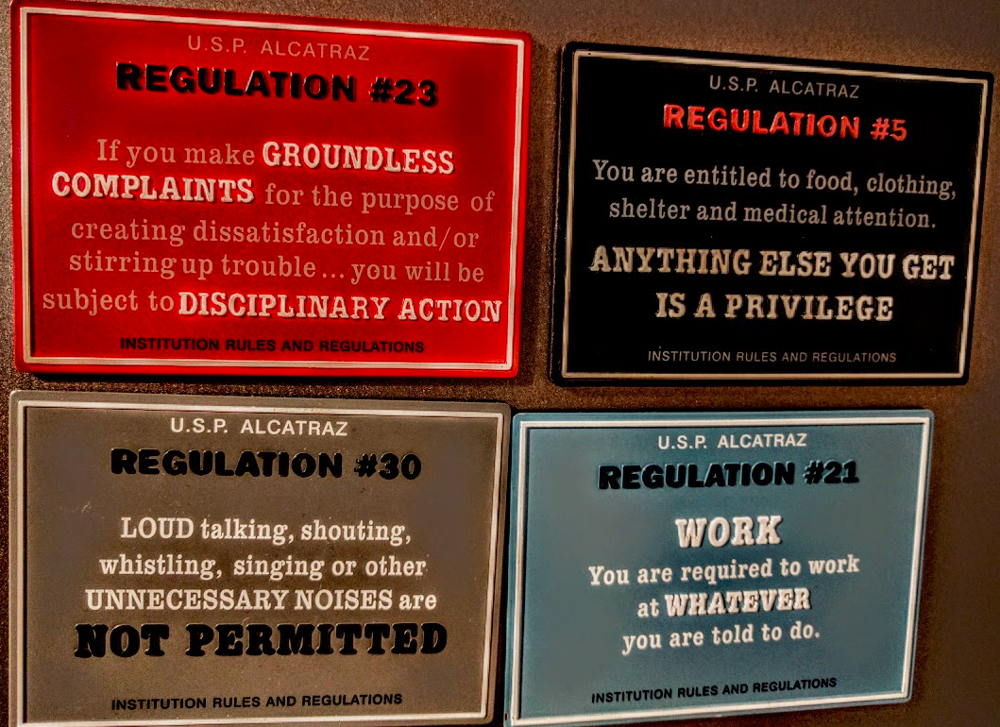 U.S.P. ALCATRAZ
REGULATION #23
If you make GROUNDLESS
COMPLAINTS for the purpose of
creating dissatisfaction and/or
stirring up trouble ... you will be
subject to DISCIPLINARY ACTION
INSTITUTION RULES AND REGULATIONS
U.S.P. ALCATRAZ
REGULATION #5
You are entitled to food, clothing,
shelter and medical attention.
ANYTHING ELSE YOU GET
IS A PRIVILEGE
INSTITUTION RULES AND REGULATIONS
U.S.P. ALCATRAZ
REGULATION #30
LOUD talking, shouting,
whistling, singing or other
UNNECESSARY NOISES are
NOT PERMITTED
INSTITUTION RULES AND REGULATIONS
U.S.P. ALCATRAZ
REGULATION #21
WORK
You are required to work
at WHATEVER
you are told to do.
INSTITUTION RULES AND REGULATIONS